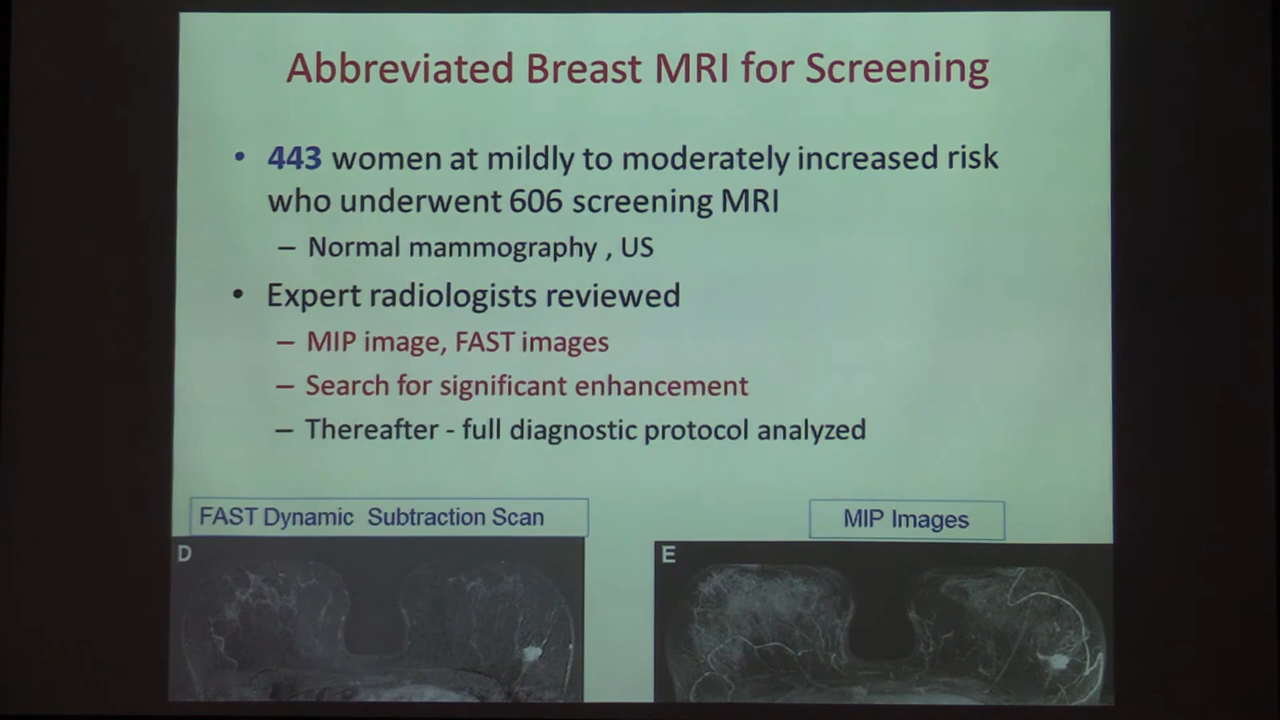 Abbreviated Breast MRI for Screening
• 443 women at mildly to moderately increased risk
who underwent 606 screening MRI
– Normal mammography , US
• Expert radiologists reviewed
– MIP image, FAST images
– Search for significant enhancement
– Thereafter - full diagnostic protocol analyzed
FAST Dynamic Subtraction Scan
MIP Images
D
E